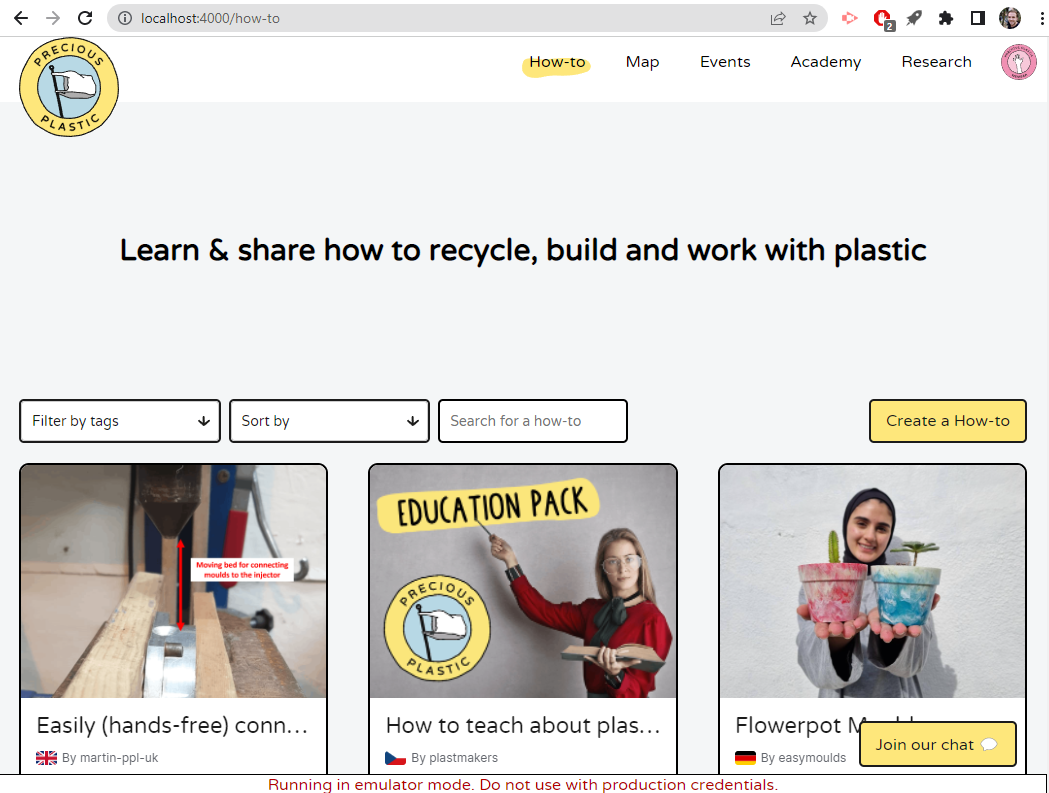 localhost:4000/how-to
2
PRECIOUS
PLASTIC
How-to
Map
Events
Academy
Research
Learn & share how to recycle, build and work with plastic
Filter by tags
Sort by
Search for a how-to
Create a How-to
Moving bed for connecting
moulds to the injector
EDUCATION PACK
PRECIOUS
PLASTIC
Easily (hands-free) conn...
By martin-ppl-uk
How to teach about plas...
By plastmakers
Flowerpot
By easymoulds
Join our chat
Running in emulator mode. Do not use with production credentials.